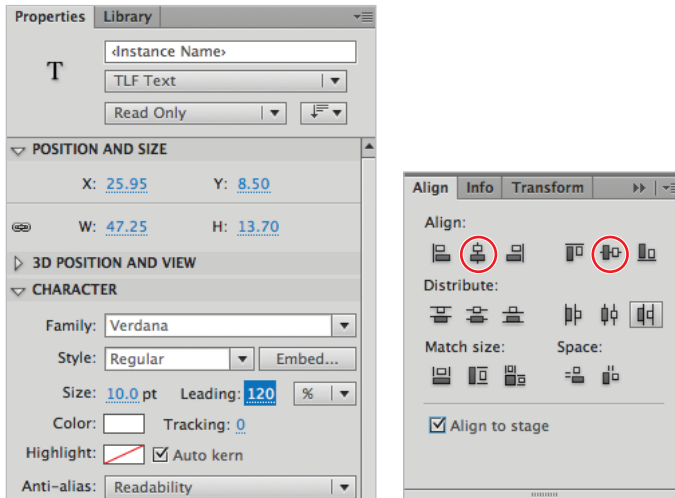 Properties Library
T
‹Instance Name›
TLF Text
Read Only
POSITION AND SIZE
X: 25.95 Y: 8.50
W: 47.25 H: 13.70
3D POSITION AND VIEW
CHARACTER
Family: Verdana
Style: Regular Embed...
Size: 10.0 pt Leading: 120 %
Color: Tracking: 0
Highlight: Auto kern
Anti-alias: Readability
Align Info Transform
Align:
Distribute:
Match size: Space:
Align to stage